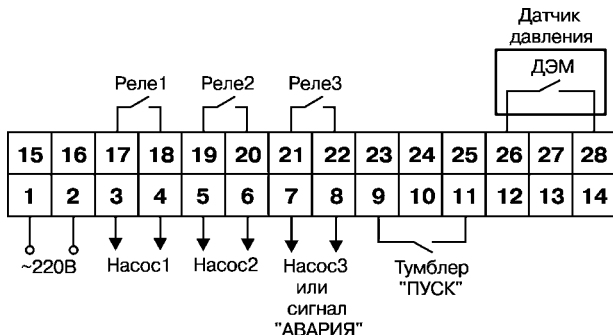 Датчик
давления
ДЭМ
Реле1 Реле2 Реле3
15 16 17 18 19 20 21 22 23 24 25 26 27 28
1 2 3 4 5 6 7 8 9 10 11 12 13 14
~220В Насос1 Насос2 Насос3
или
сигнал
"АВАРИЯ"
Тумблер
"ПУСК"